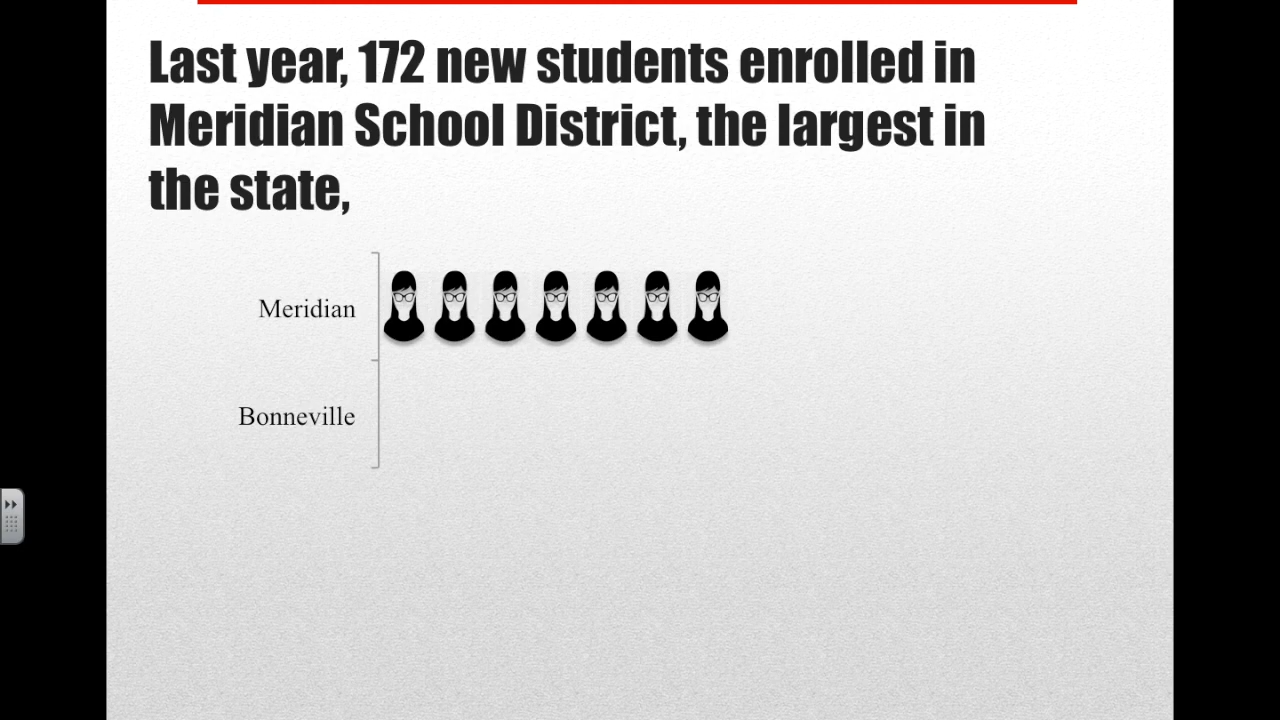 Last year, 172 new students enrolled in
Meridian School District, the largest in
the state,
Meridian
Bonneville